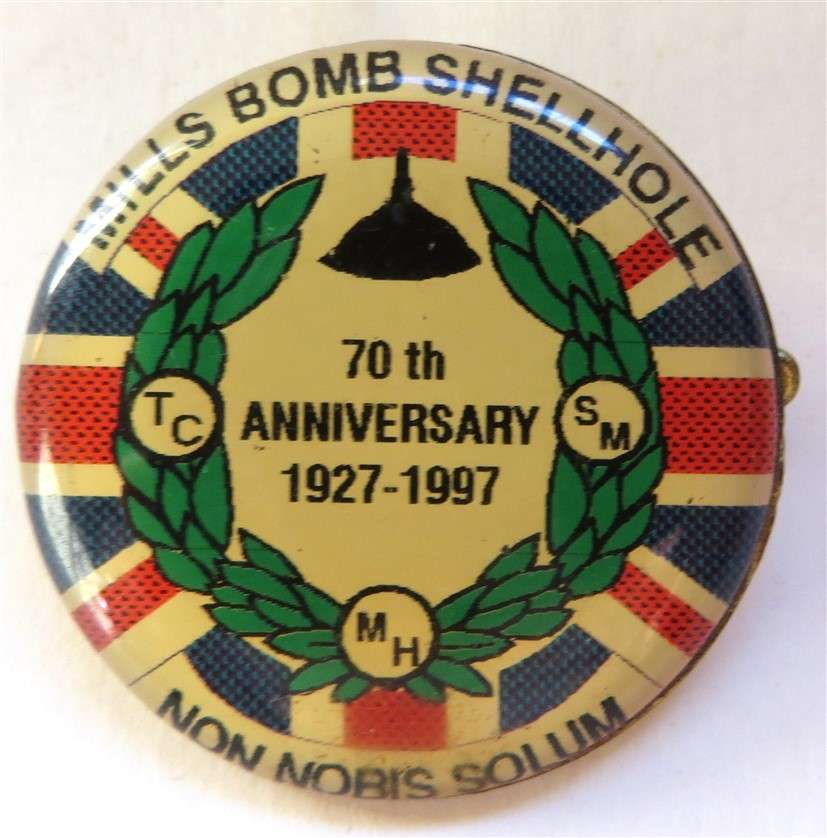 MILLS BOMB SHELLHOLE
70 th
ANNIVERSARY
1927-1997
TC
SM
MH
NON NOBIS SOLUM